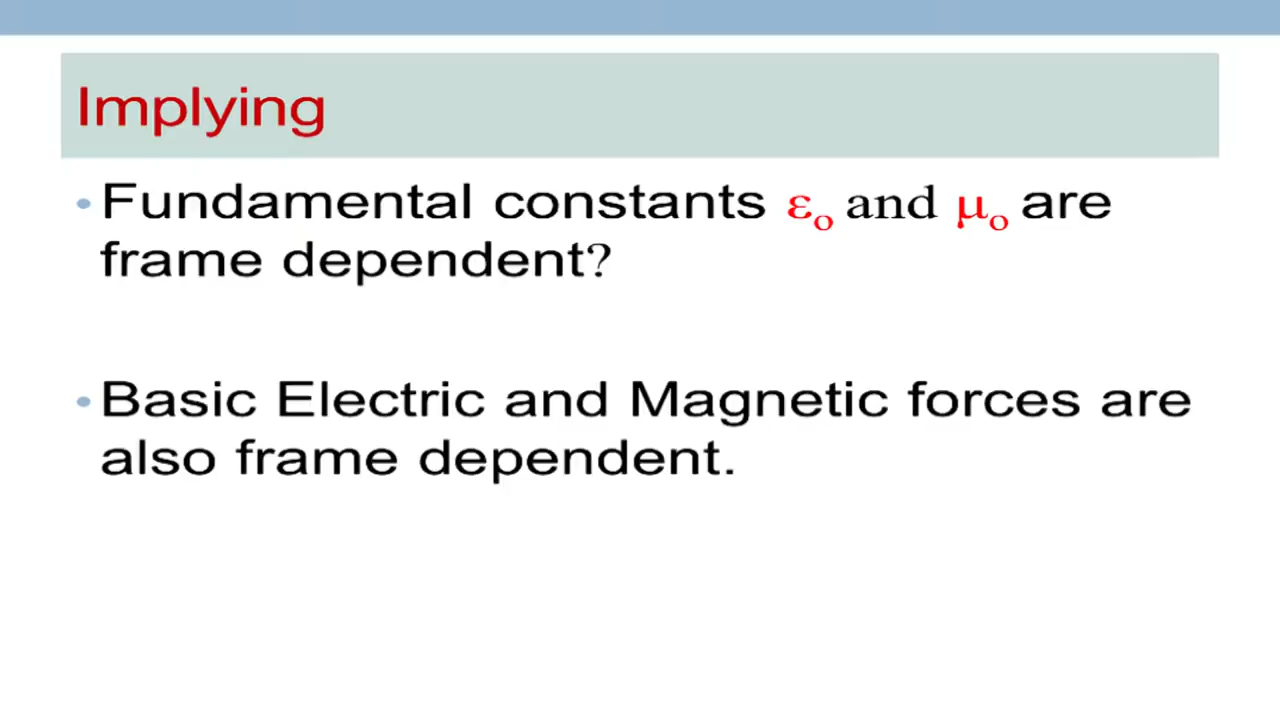 Implying
• Fundamental constants εo and μo are
frame dependent?
• Basic Electric and Magnetic forces are
also frame dependent.